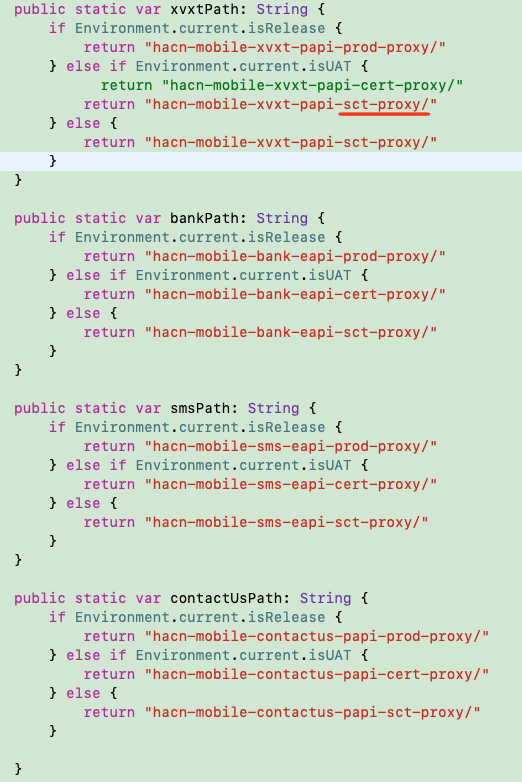 public static var xvxtPath: String {
    if Environment.current.isRelease {
        return "hacn-mobile-xvxt-papi-prod-proxy/"
    } else if Environment.current.isUAT {
          return "hacn-mobile-xvxt-papi-cert-proxy/"
        return "hacn-mobile-xvxt-papi-sct-proxy/"
    } else {
        return "hacn-mobile-xvxt-papi-sct-proxy/"
    }
}
public static var bankPath: String {
    if Environment.current.isRelease {
        return "hacn-mobile-bank-eapi-prod-proxy/"
    } else if Environment.current.isUAT {
        return "hacn-mobile-bank-eapi-cert-proxy/"
    } else {
        return "hacn-mobile-bank-eapi-sct-proxy/"
    }
}
public static var smsPath: String {
    if Environment.current.isRelease {
        return "hacn-mobile-sms-eapi-prod-proxy/"
    } else if Environment.current.isUAT {
        return "hacn-mobile-sms-eapi-cert-proxy/"
    } else {
        return "hacn-mobile-sms-eapi-sct-proxy/"
    }
}
public static var contactUsPath: String {
    if Environment.current.isRelease {
        return "hacn-mobile-contactus-papi-prod-proxy/"
    } else if Environment.current.isUAT {
        return "hacn-mobile-contactus-papi-cert-proxy/"
    } else {
        return "hacn-mobile-contactus-papi-sct-proxy/"
    }
}